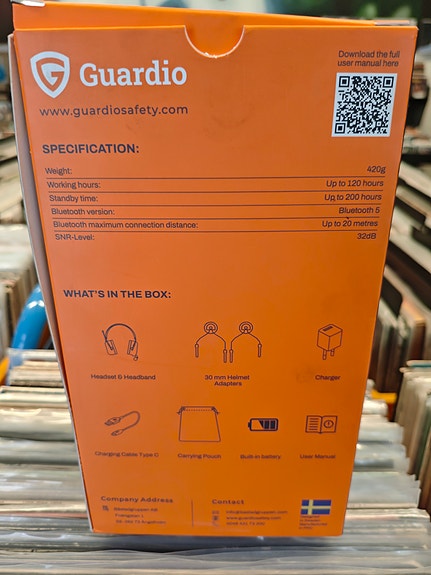 Guardio
www.guardiosafety.com
Download the full
user manual here
SPECIFICATION:
Weight: 420g
Working hours: Up to 120 hours
Standby time: Up to 200 hours
Bluetooth version: Bluetooth 5
Bluetooth maximum connection distance: Up to 20 metres
SNR-Level: 32dB
WHAT'S IN THE BOX:
Headset & Headband
30 mm Helmet
Adapters
Charger
Charging Cable Type C
Carrying Pouch
Built-in battery
User Manual
Company Address
Contact
www.guardiosafety.com